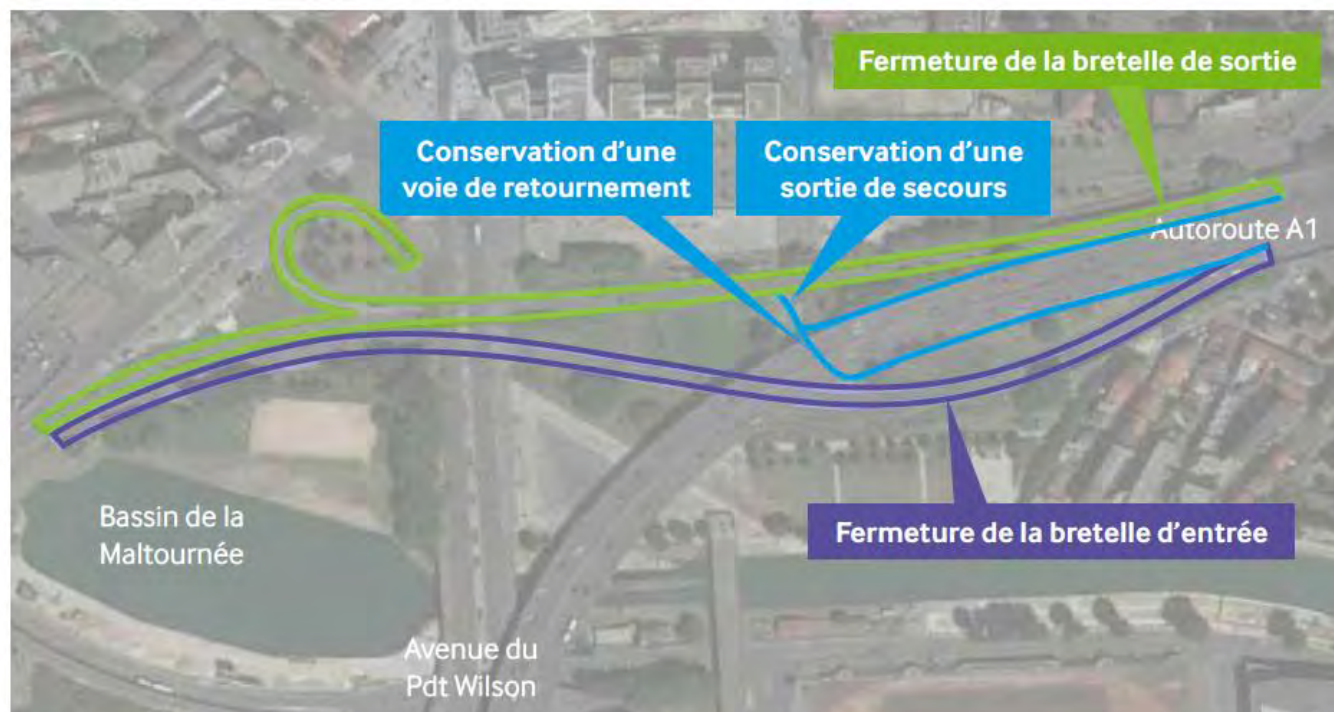 Fermeture de la bretelle de sortie
Conservation d'une
voie de retournement
Conservation d'une
sortie de secours
Autoroute A1
Fermeture de la bretelle d'entrée
Bassin de la
Maltournée
Avenue du
Pdt Wilson